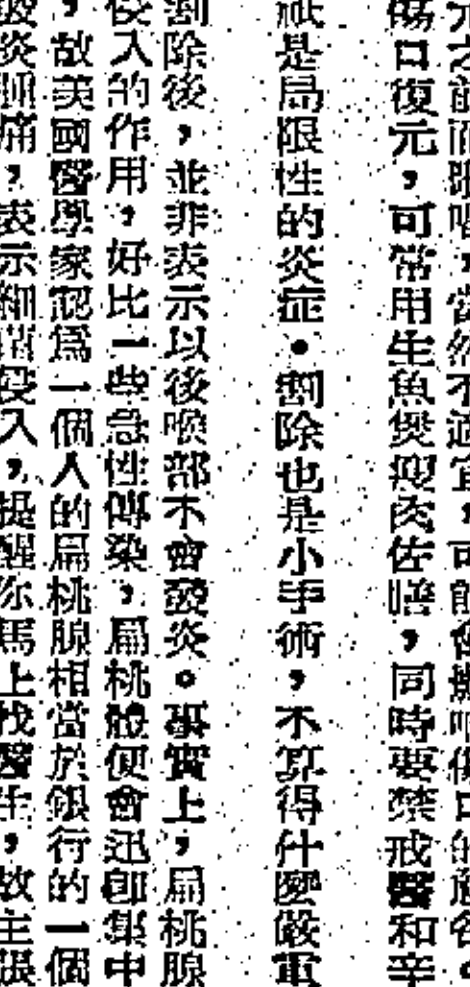 傷口復元，可常用生魚煲瘦肉佐膳，同時要禁戒醫和辛
祇是局限性的炎症。割除也是小手術，不算得什麼嚴重
割除後，並非表示以後喉部不會發炎。事實上，扁桃腺
侵入的作用，好比一些急性傳染，扁桃體便會迅即集中
，故美國醫學家認爲一個人的扁桃腺相當於銀行的一個
發炎腫痛，表示細菌侵入，提醒你馬上找醫生，故主張